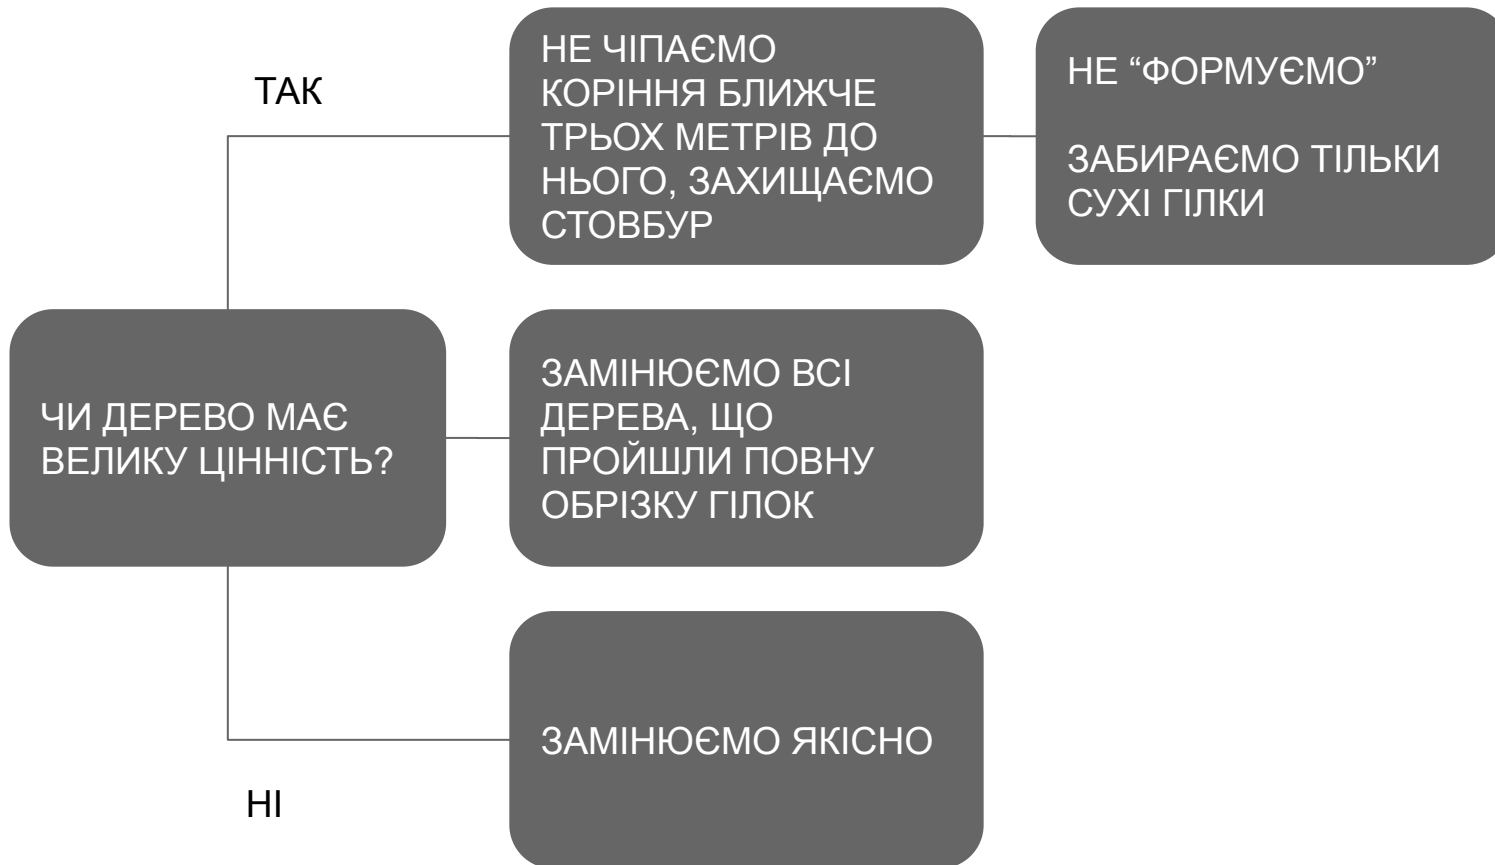 ТАК
НЕ ЧІПАЄМО
КОРІННЯ БЛИЖЧЕ
ТРЬОХ МЕТРІВ ДО
НЬОГО, ЗАХИЩАЄМО
СТОВБУР
НЕ “ФОРМУЄМО”
ЗАБИРАЄМО ТІЛЬКИ
СУХІ ГІЛКИ
ЧИ ДЕРЕВО МАЄ
ВЕЛИКУ ЦІННІСТЬ?
ЗАМІНЮЄМО ВСІ
ДЕРЕВА, ЩО
ПРОЙШЛИ ПОВНУ
ОБРІЗКУ ГІЛОК
ЗАМІНЮЄМО ЯКІСНО
НІ